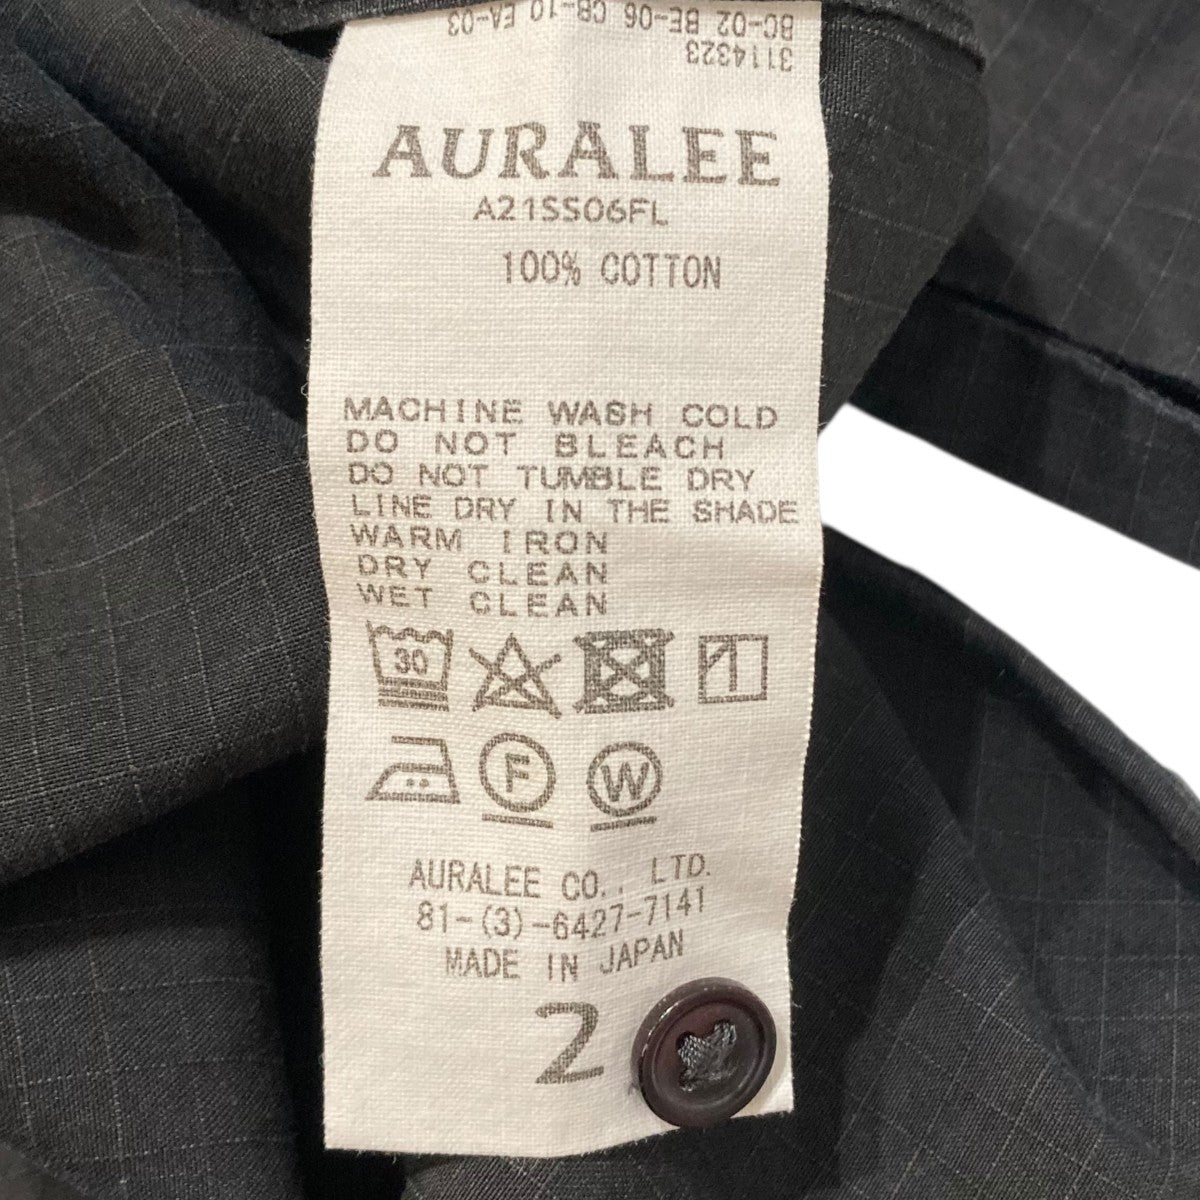 BC-02 BE-06 CB-10 EA-03
3114323
AURALEE
A21SS06FL
100% COTTON
MACHINE WASH COLD
DO NOT BLEACH
DO NOT TUMBLE DRY
LINE DRY IN THE SHADE
WARM IRON
DRY CLEAN
WET CLEAN
30
F W
AURALEE CO., LTD.
81-(3)-6427-7141
MADE IN JAPAN
2